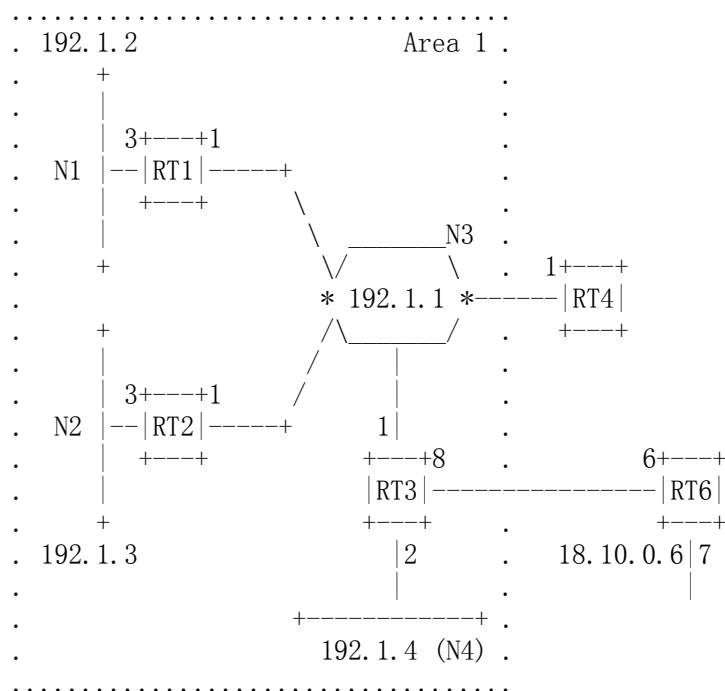 192.1.2 Area 1
3 1
N1 RT1
N3
1
* 192.1.1 * RT4
3 1
N2 RT2 1
8 6
RT3 RT6
192.1.3 2 18.10.0.6 7
192.1.4 (N4)